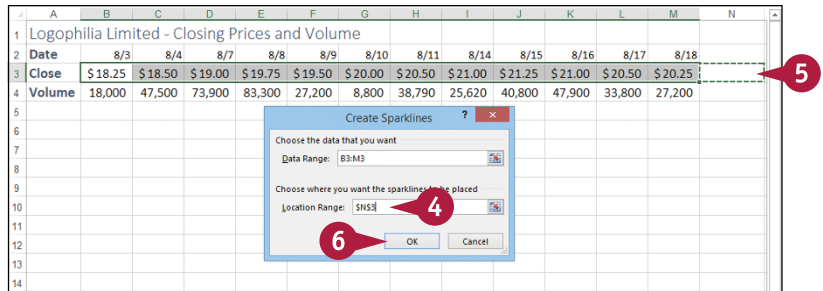 A B C D E F G H I J K L M N
1 Logophilia Limited - Closing Prices and Volume
2 Date 8/3 8/4 8/7 8/8 8/9 8/10 8/11 8/14 8/15 8/16 8/17 8/18
3 Close $18.25 $18.50 $19.00 $19.75 $19.50 $20.00 $20.50 $21.00 $21.25 $21.00 $20.50 $20.25 5
4 Volume 18,000 47,500 73,900 83,300 27,200 8,800 38,790 25,620 40,800 47,900 33,800 27,200
5
6 Create Sparklines ? ×
7 Choose the data that you want
8 Data Range: B3:M3
9 Choose where you want the sparklines to be placed
10 Location Range: $N$3 4
11
12 6 OK Cancel
13
14